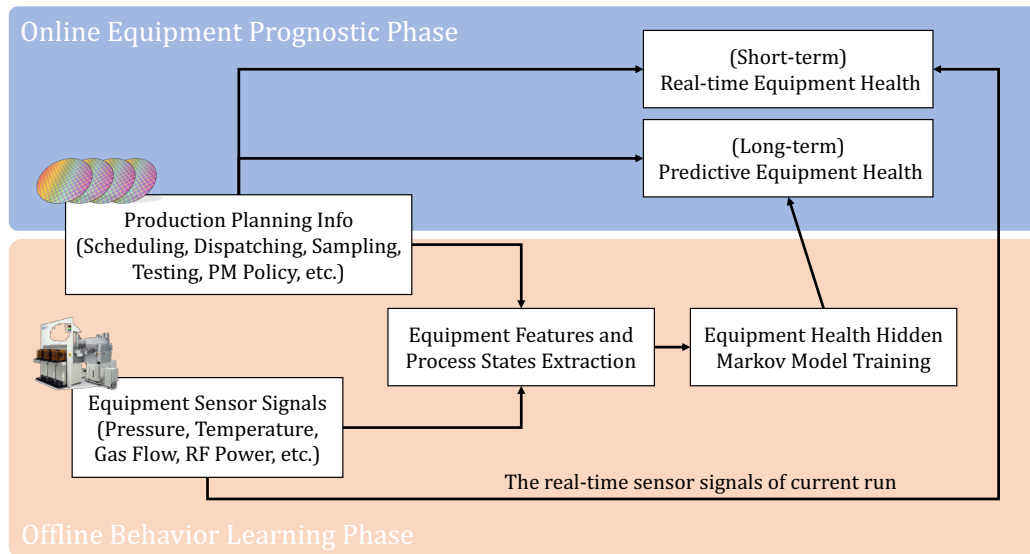 Online Equipment Prognostic Phase
(Short-term)
Real-time Equipment Health
(Long-term)
Predictive Equipment Health
Production Planning Info
(Scheduling, Dispatching, Sampling,
Testing, PM Policy, etc.)
Equipment Features and
Process States Extraction
Equipment Health Hidden
Markov Model Training
Equipment Sensor Signals
(Pressure, Temperature,
Gas Flow, RF Power, etc.)
The real-time sensor signals of current run
Offline Behavior Learning Phase